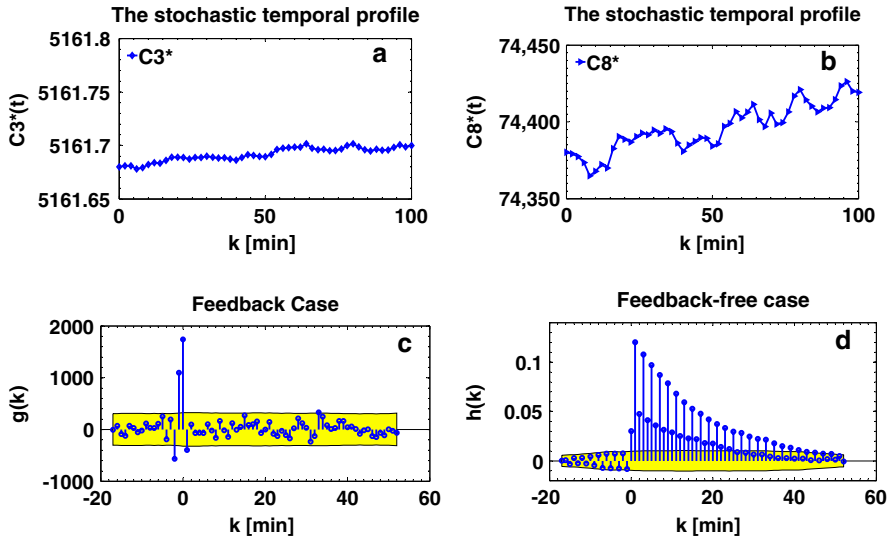 The stochastic temporal profile
5161.8
5161.75
5161.7
5161.65
C3*(t)
C3*
a
0
50
100
k [min]
The stochastic temporal profile
74,450
74,400
74,350
C8*(t)
C8*
b
0
50
100
k [min]
Feedback Case
2000
1000
0
-1000
g(k)
c
-20
0
20
40
60
k [min]
Feedback-free case
0.1
0.05
0
h(k)
d
-20
0
20
40
60
k [min]